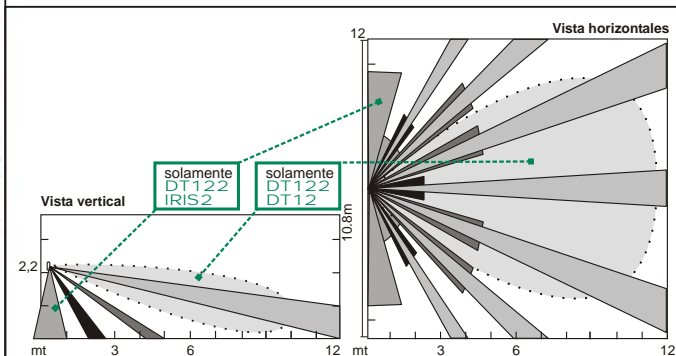 Vista horizontales
12
10.8m
mt
3
6
12
solamente
DT122
IRIS2
solamente
DT122
DT12
Vista vertical
2,2
mt
3
6
12